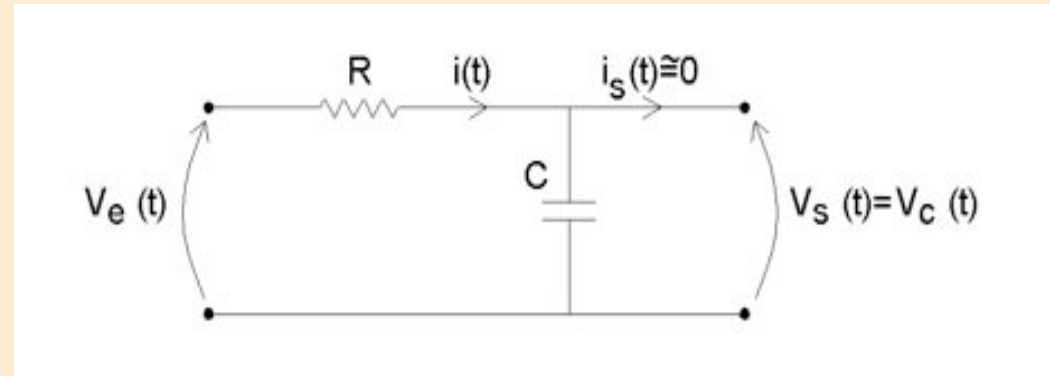 R
i(t)
i_s(t)≅0
V_e (t)
C
V_s (t)=V_c (t)